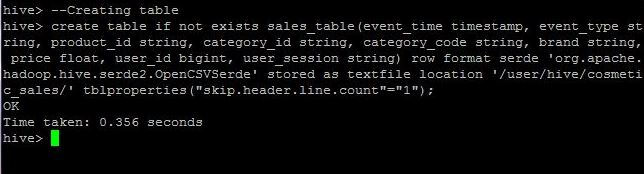 hive> --Creating table
hive> create table if not exists sales_table(event_time timestamp, event_type st
ring, product_id string, category_id string, category_code string, brand string,
 price float, user_id bigint, user_session string) row format serde 'org.apache.
hadoop.hive.serde2.OpenCSVSerde' stored as textfile location '/user/hive/cosmeti
c_sales/' tblproperties("skip.header.line.count"="1");
OK
Time taken: 0.356 seconds
hive>